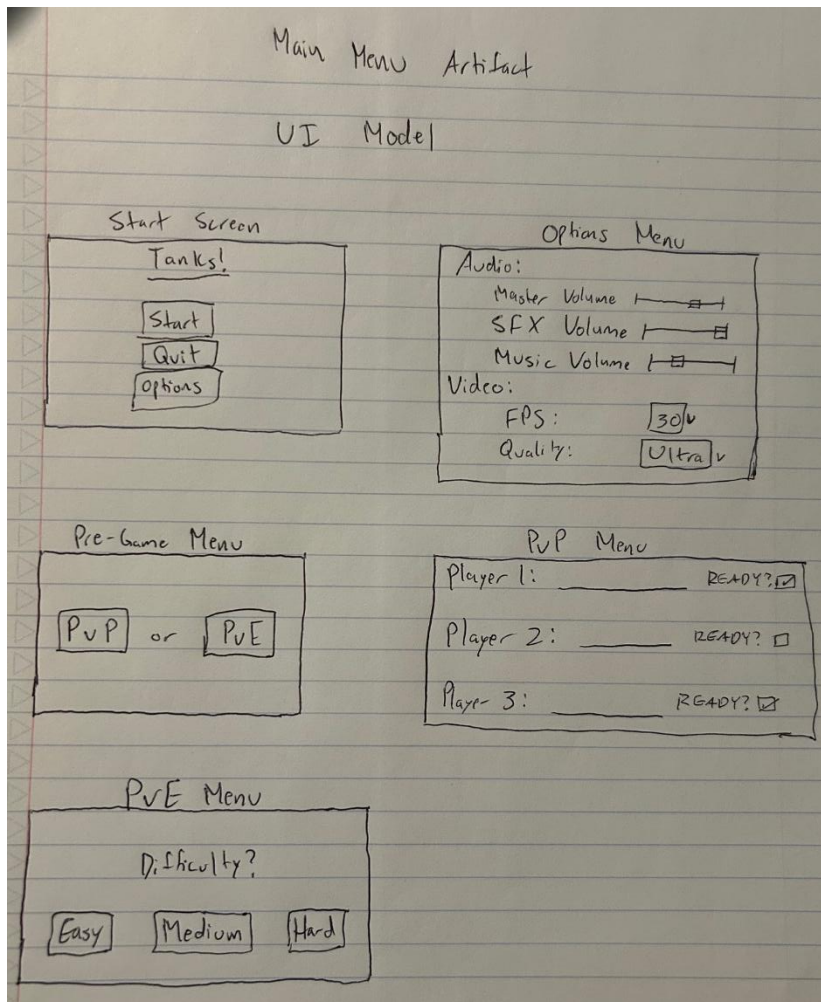 Main Menu Artifact
UI Model
Start Screen
Tanks!
Start
Quit
Options
Options Menu
Audio:
Master Volume
SFX Volume
Music Volume
Video:
FPS: 30 v
Quality: Ultra v
Pre-Game Menu
PvP or PvE
PvP Menu
Player 1: READY?
Player 2: READY?
Player 3: READY?
PvE Menu
Difficulty?
Easy Medium Hard